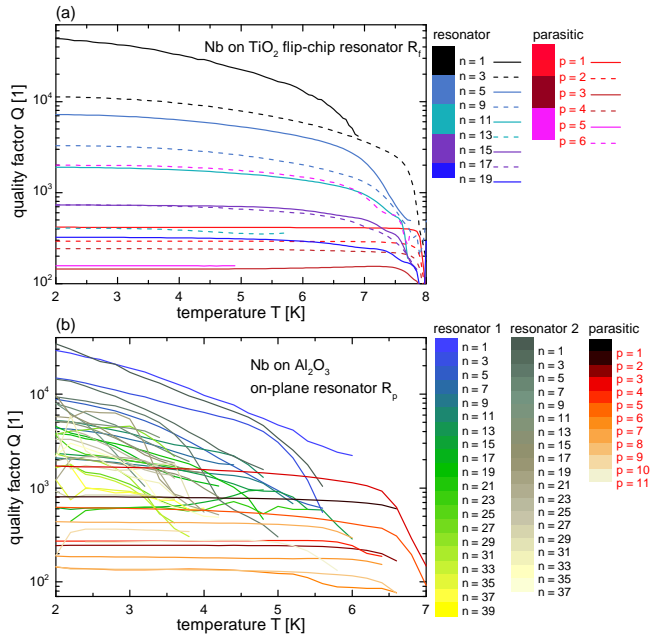 (a)
Nb on TiO2 flip-chip resonator Rf
quality factor Q [1]
10^4
10^3
10^2
2 3 4 5 6 7 8
temperature T [K]
resonator
n = 1
n = 3
n = 5
n = 9
n = 11
n = 13
n = 15
n = 17
n = 19
parasitic
p = 1
p = 2
p = 3
p = 4
p = 5
p = 6
(b)
Nb on Al2O3
on-plane resonator Rp
quality factor Q [1]
10^4
10^3
10^2
2 3 4 5 6 7
temperature T [K]
resonator 1
n = 1
n = 3
n = 5
n = 7
n = 9
n = 11
n = 13
n = 15
n = 17
n = 19
n = 21
n = 23
n = 25
n = 27
n = 29
n = 31
n = 33
n = 35
n = 37
n = 39
resonator 2
n = 1
n = 3
n = 5
n = 7
n = 9
n = 11
n = 13
n = 15
n = 17
n = 19
n = 21
n = 23
n = 25
n = 29
n = 31
n = 33
n = 35
n = 37
parasitic
p = 1
p = 2
p = 3
p = 4
p = 5
p = 6
p = 7
p = 8
p = 9
p = 10
p = 11